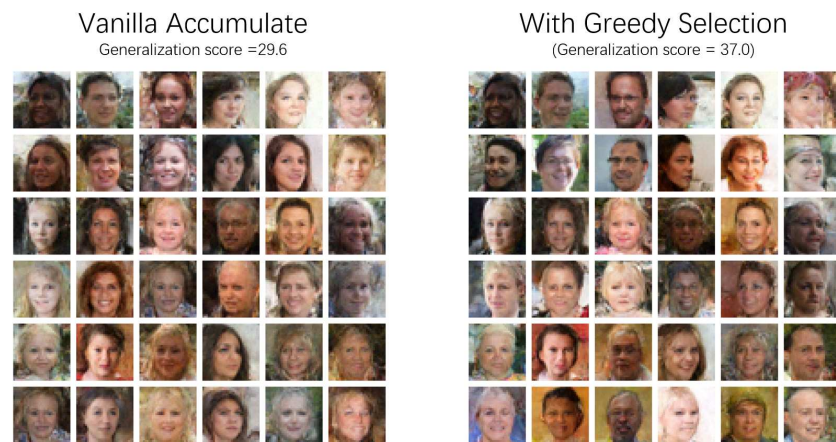 Vanilla Accumulate
Generalization score =29.6
With Greedy Selection
(Generalization score = 37.0)